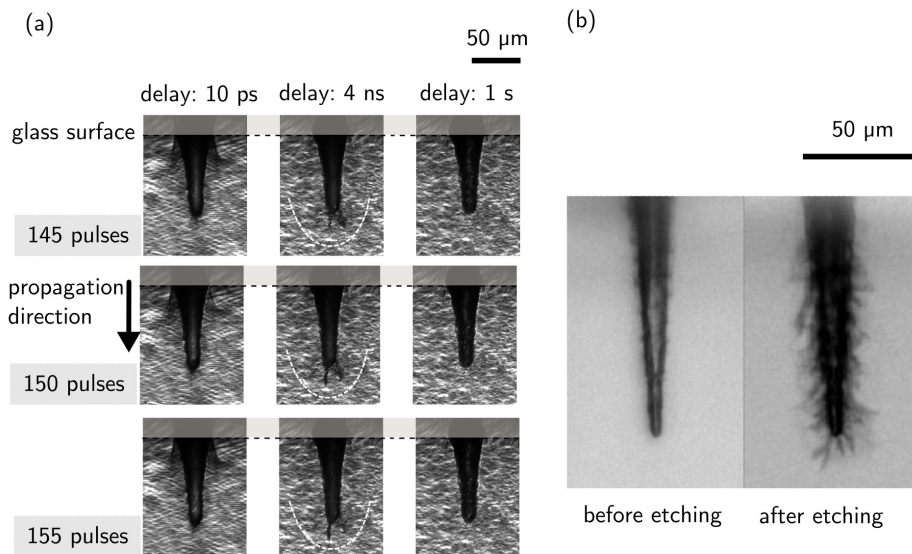 (a)
50 μm
delay: 10 ps
delay: 4 ns
delay: 1 s
glass surface
145 pulses
propagation
direction
150 pulses
155 pulses
(b)
50 μm
before etching
after etching